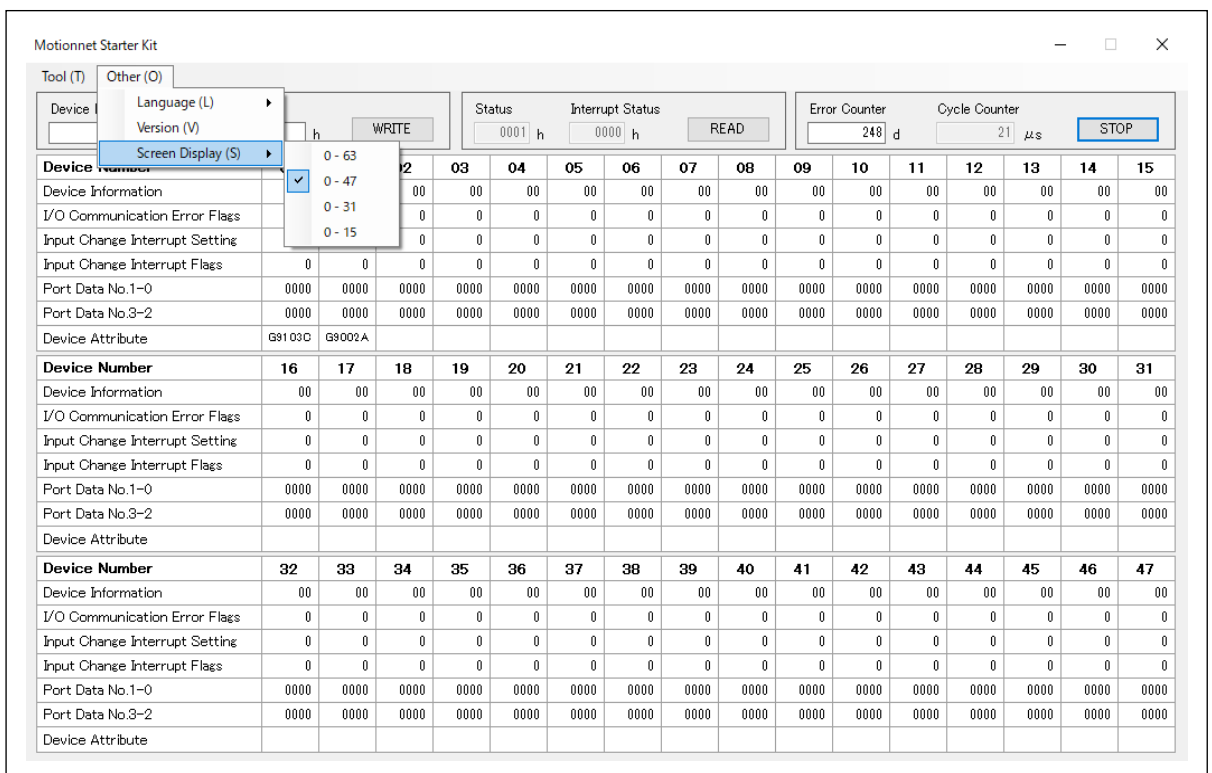 Motionnet Starter Kit
Tool (T) Other (O)
Language (L)
Version (V)
Screen Display (S)
0 - 63
0 - 47
0 - 31
0 - 15
Device
h WRITE
Status Interrupt Status
0001 h 0000 h READ
Error Counter Cycle Counter
248 d 21 μs STOP
Device Number 03 04 05 06 07 08 09 10 11 12 13 14 15
Device Information 00 00 00 00 00 00 00 00 00 00 00 00 00 00
I/O Communication Error Flags 0 0 0 0 0 0 0 0 0 0 0 0 0 0
Input Change Interrupt Setting 0 0 0 0 0 0 0 0 0 0 0 0 0 0
Input Change Interrupt Flags 0 0 0 0 0 0 0 0 0 0 0 0 0 0 0 0
Port Data No.1-0 0000 0000 0000 0000 0000 0000 0000 0000 0000 0000 0000 0000 0000 0000 0000 0000
Port Data No.3-2 0000 0000 0000 0000 0000 0000 0000 0000 0000 0000 0000 0000 0000 0000 0000 0000
Device Attribute G9103C G9002A
Device Number 16 17 18 19 20 21 22 23 24 25 26 27 28 29 30 31
Device Information 00 00 00 00 00 00 00 00 00 00 00 00 00 00 00 00
I/O Communication Error Flags 0 0 0 0 0 0 0 0 0 0 0 0 0 0 0 0
Input Change Interrupt Setting 0 0 0 0 0 0 0 0 0 0 0 0 0 0 0 0
Input Change Interrupt Flags 0 0 0 0 0 0 0 0 0 0 0 0 0 0 0 0
Port Data No.1-0 0000 0000 0000 0000 0000 0000 0000 0000 0000 0000 0000 0000 0000 0000 0000 0000
Port Data No.3-2 0000 0000 0000 0000 0000 0000 0000 0000 0000 0000 0000 0000 0000 0000 0000 0000
Device Attribute
Device Number 32 33 34 35 36 37 38 39 40 41 42 43 44 45 46 47
Device Information 00 00 00 00 00 00 00 00 00 00 00 00 00 00 00 00
I/O Communication Error Flags 0 0 0 0 0 0 0 0 0 0 0 0 0 0 0 0
Input Change Interrupt Setting 0 0 0 0 0 0 0 0 0 0 0 0 0 0 0 0
Input Change Interrupt Flags 0 0 0 0 0 0 0 0 0 0 0 0 0 0 0 0
Port Data No.1-0 0000 0000 0000 0000 0000 0000 0000 0000 0000 0000 0000 0000 0000 0000 0000 0000
Port Data No.3-2 0000 0000 0000 0000 0000 0000 0000 0000 0000 0000 0000 0000 0000 0000 0000 0000
Device Attribute